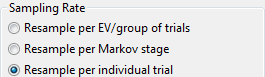 Sampling Rate
Resample per EV/group of trials
Resample per Markov stage
Resample per individual trial